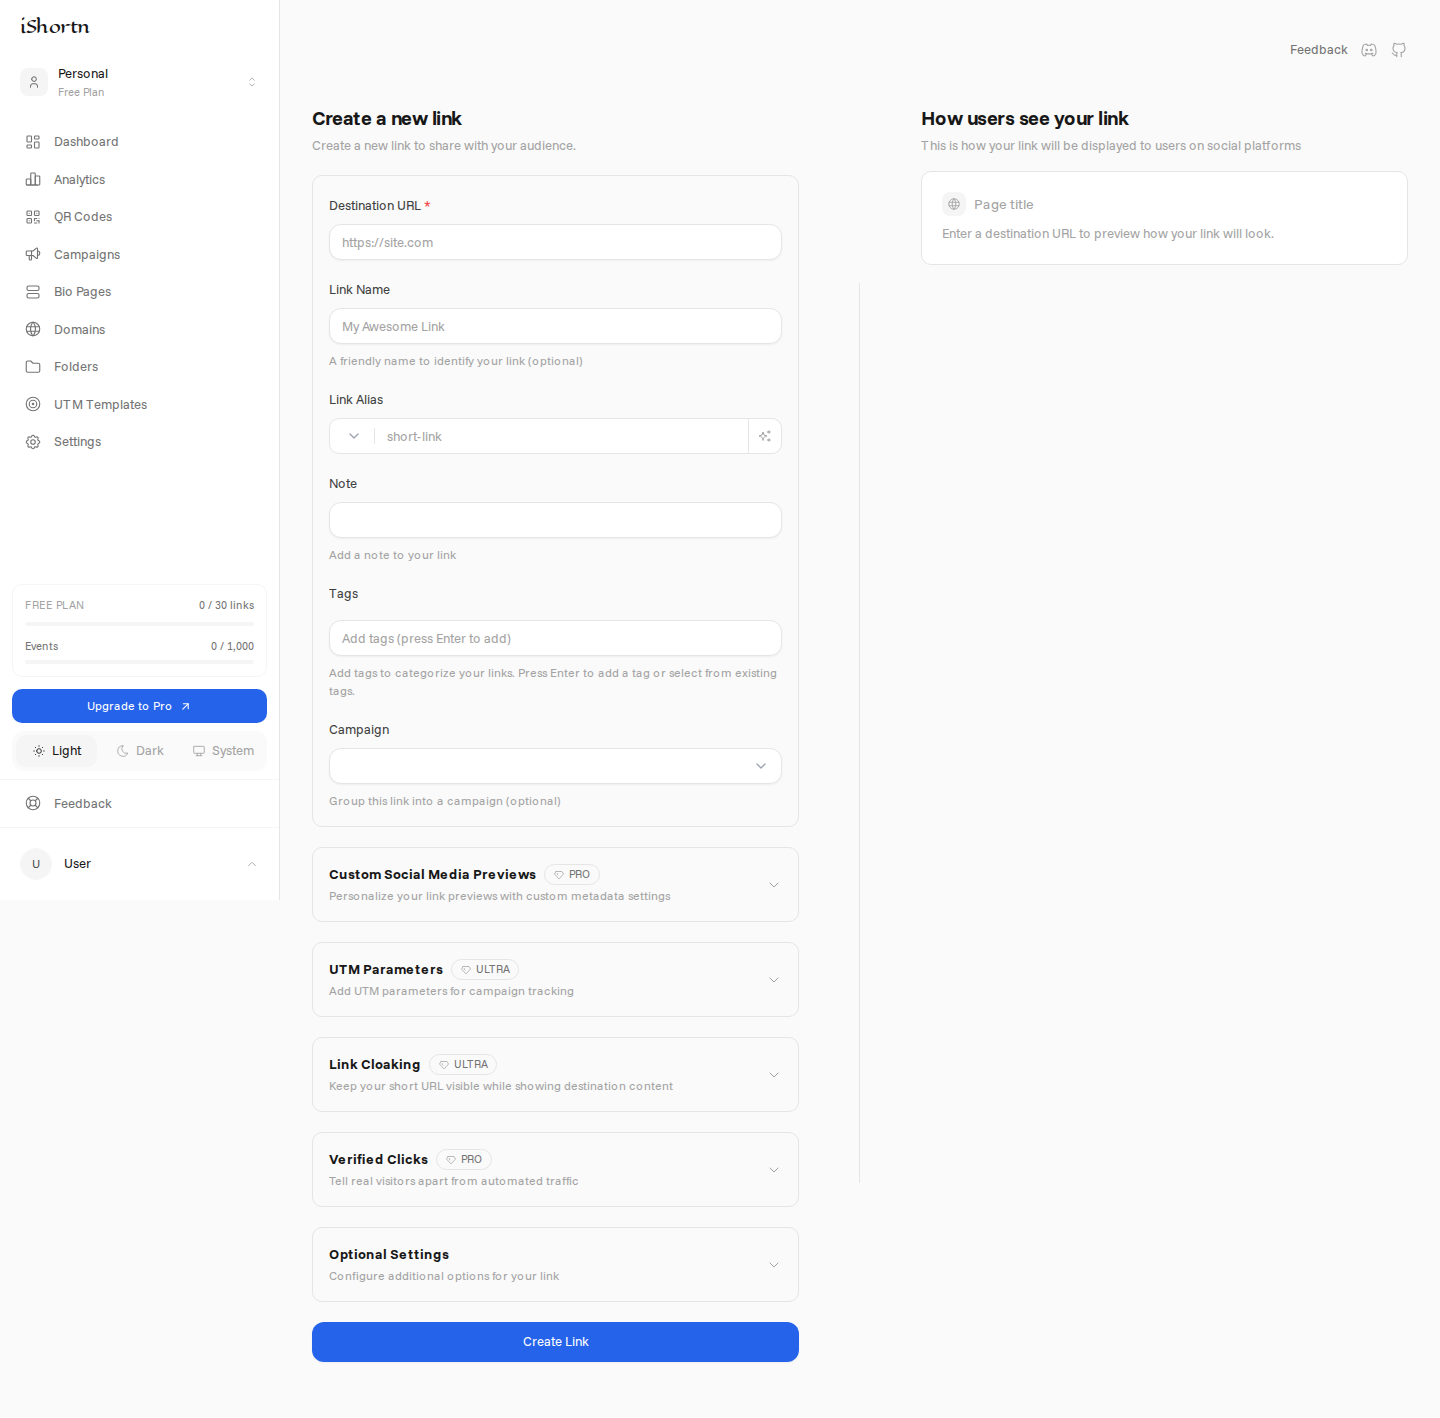 iShortn
Personal
Free Plan
Dashboard
Analytics
QR Codes
Campaigns
Bio Pages
Domains
Folders
UTM Templates
Settings
FREE PLAN 0 / 30 links
Events 0 / 1,000
Upgrade to Pro
Light Dark System
Feedback
U User
Feedback
Create a new link
Create a new link to share with your audience.
Destination URL *
https://site.com
Link Name
My Awesome Link
A friendly name to identify your link (optional)
Link Alias
short-link
Note
Add a note to your link
Tags
Add tags (press Enter to add)
Add tags to categorize your links. Press Enter to add a tag or select from existing
tags.
Campaign
Group this link into a campaign (optional)
Custom Social Media Previews PRO
Personalize your link previews with custom metadata settings
UTM Parameters ULTRA
Add UTM parameters for campaign tracking
Link Cloaking ULTRA
Keep your short URL visible while showing destination content
Verified Clicks PRO
Tell real visitors apart from automated traffic
Optional Settings
Configure additional options for your link
Create Link
How users see your link
This is how your link will be displayed to users on social platforms
Page title
Enter a destination URL to preview how your link will look.